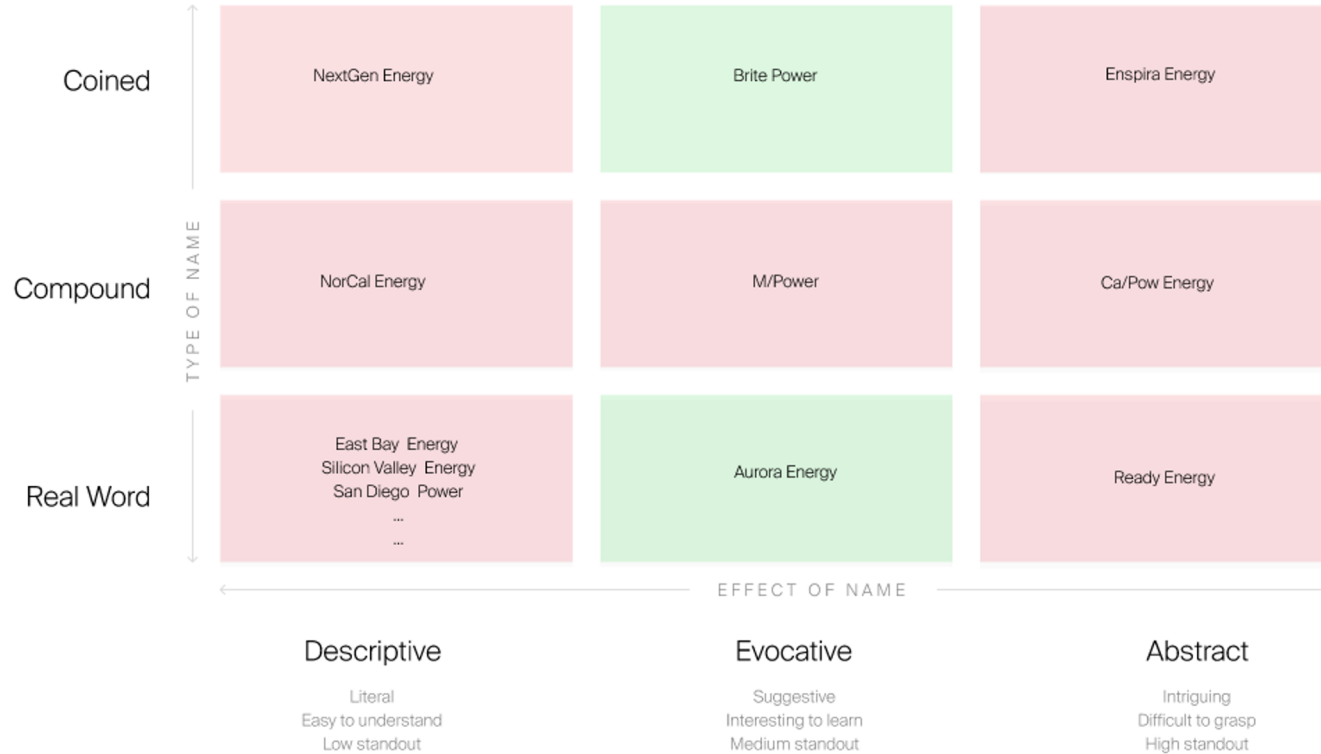 Coined
NextGen Energy
Brite Power
Enspira Energy
TYPE OF NAME
Compound
NorCal Energy
M/Power
Ca/Pow Energy
Real Word
East Bay Energy
Silicon Valley Energy
San Diego Power
...
...
Aurora Energy
Ready Energy
EFFECT OF NAME
Descriptive
Literal
Easy to understand
Low standout
Evocative
Suggestive
Interesting to learn
Medium standout
Abstract
Intriguing
Difficult to grasp
High standout